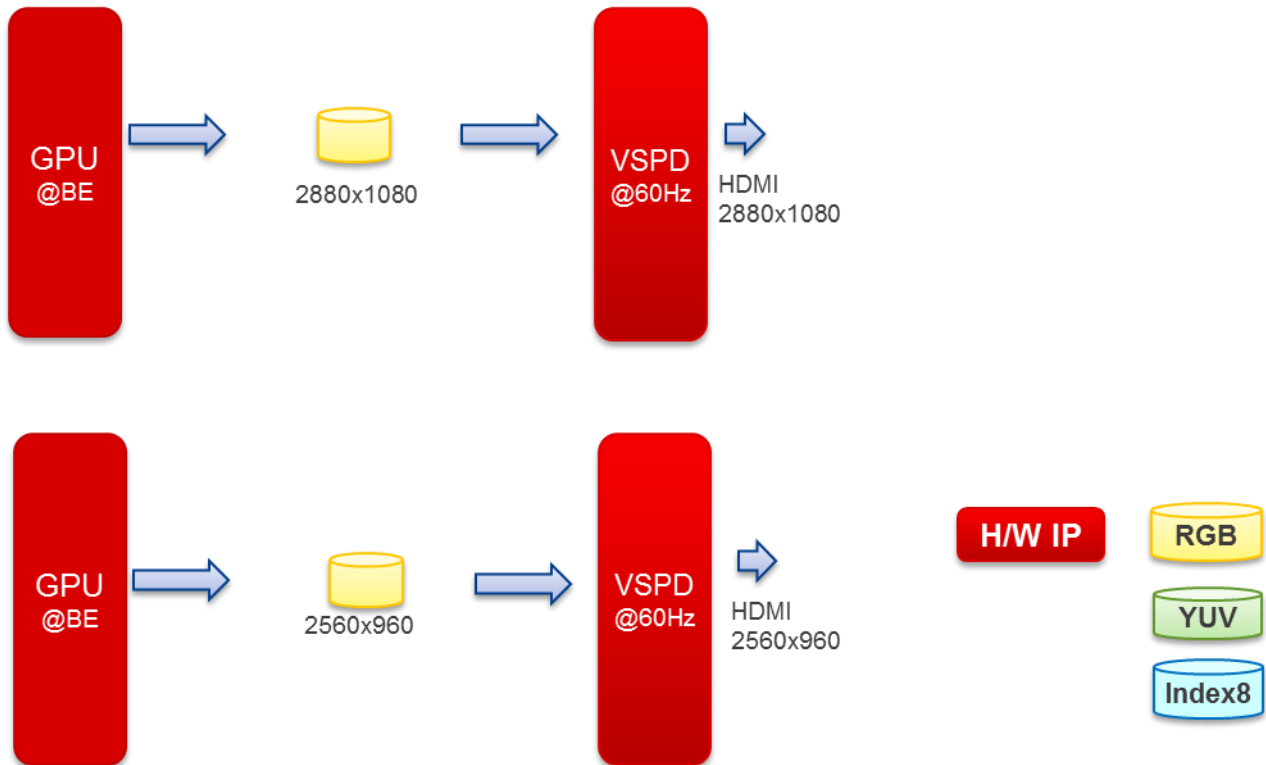 GPU
@BE
2880x1080
VSPD
@60Hz
HDMI
2880x1080
GPU
@BE
2560x960
VSPD
@60Hz
HDMI
2560x960
H/W IP
RGB
YUV
Index8